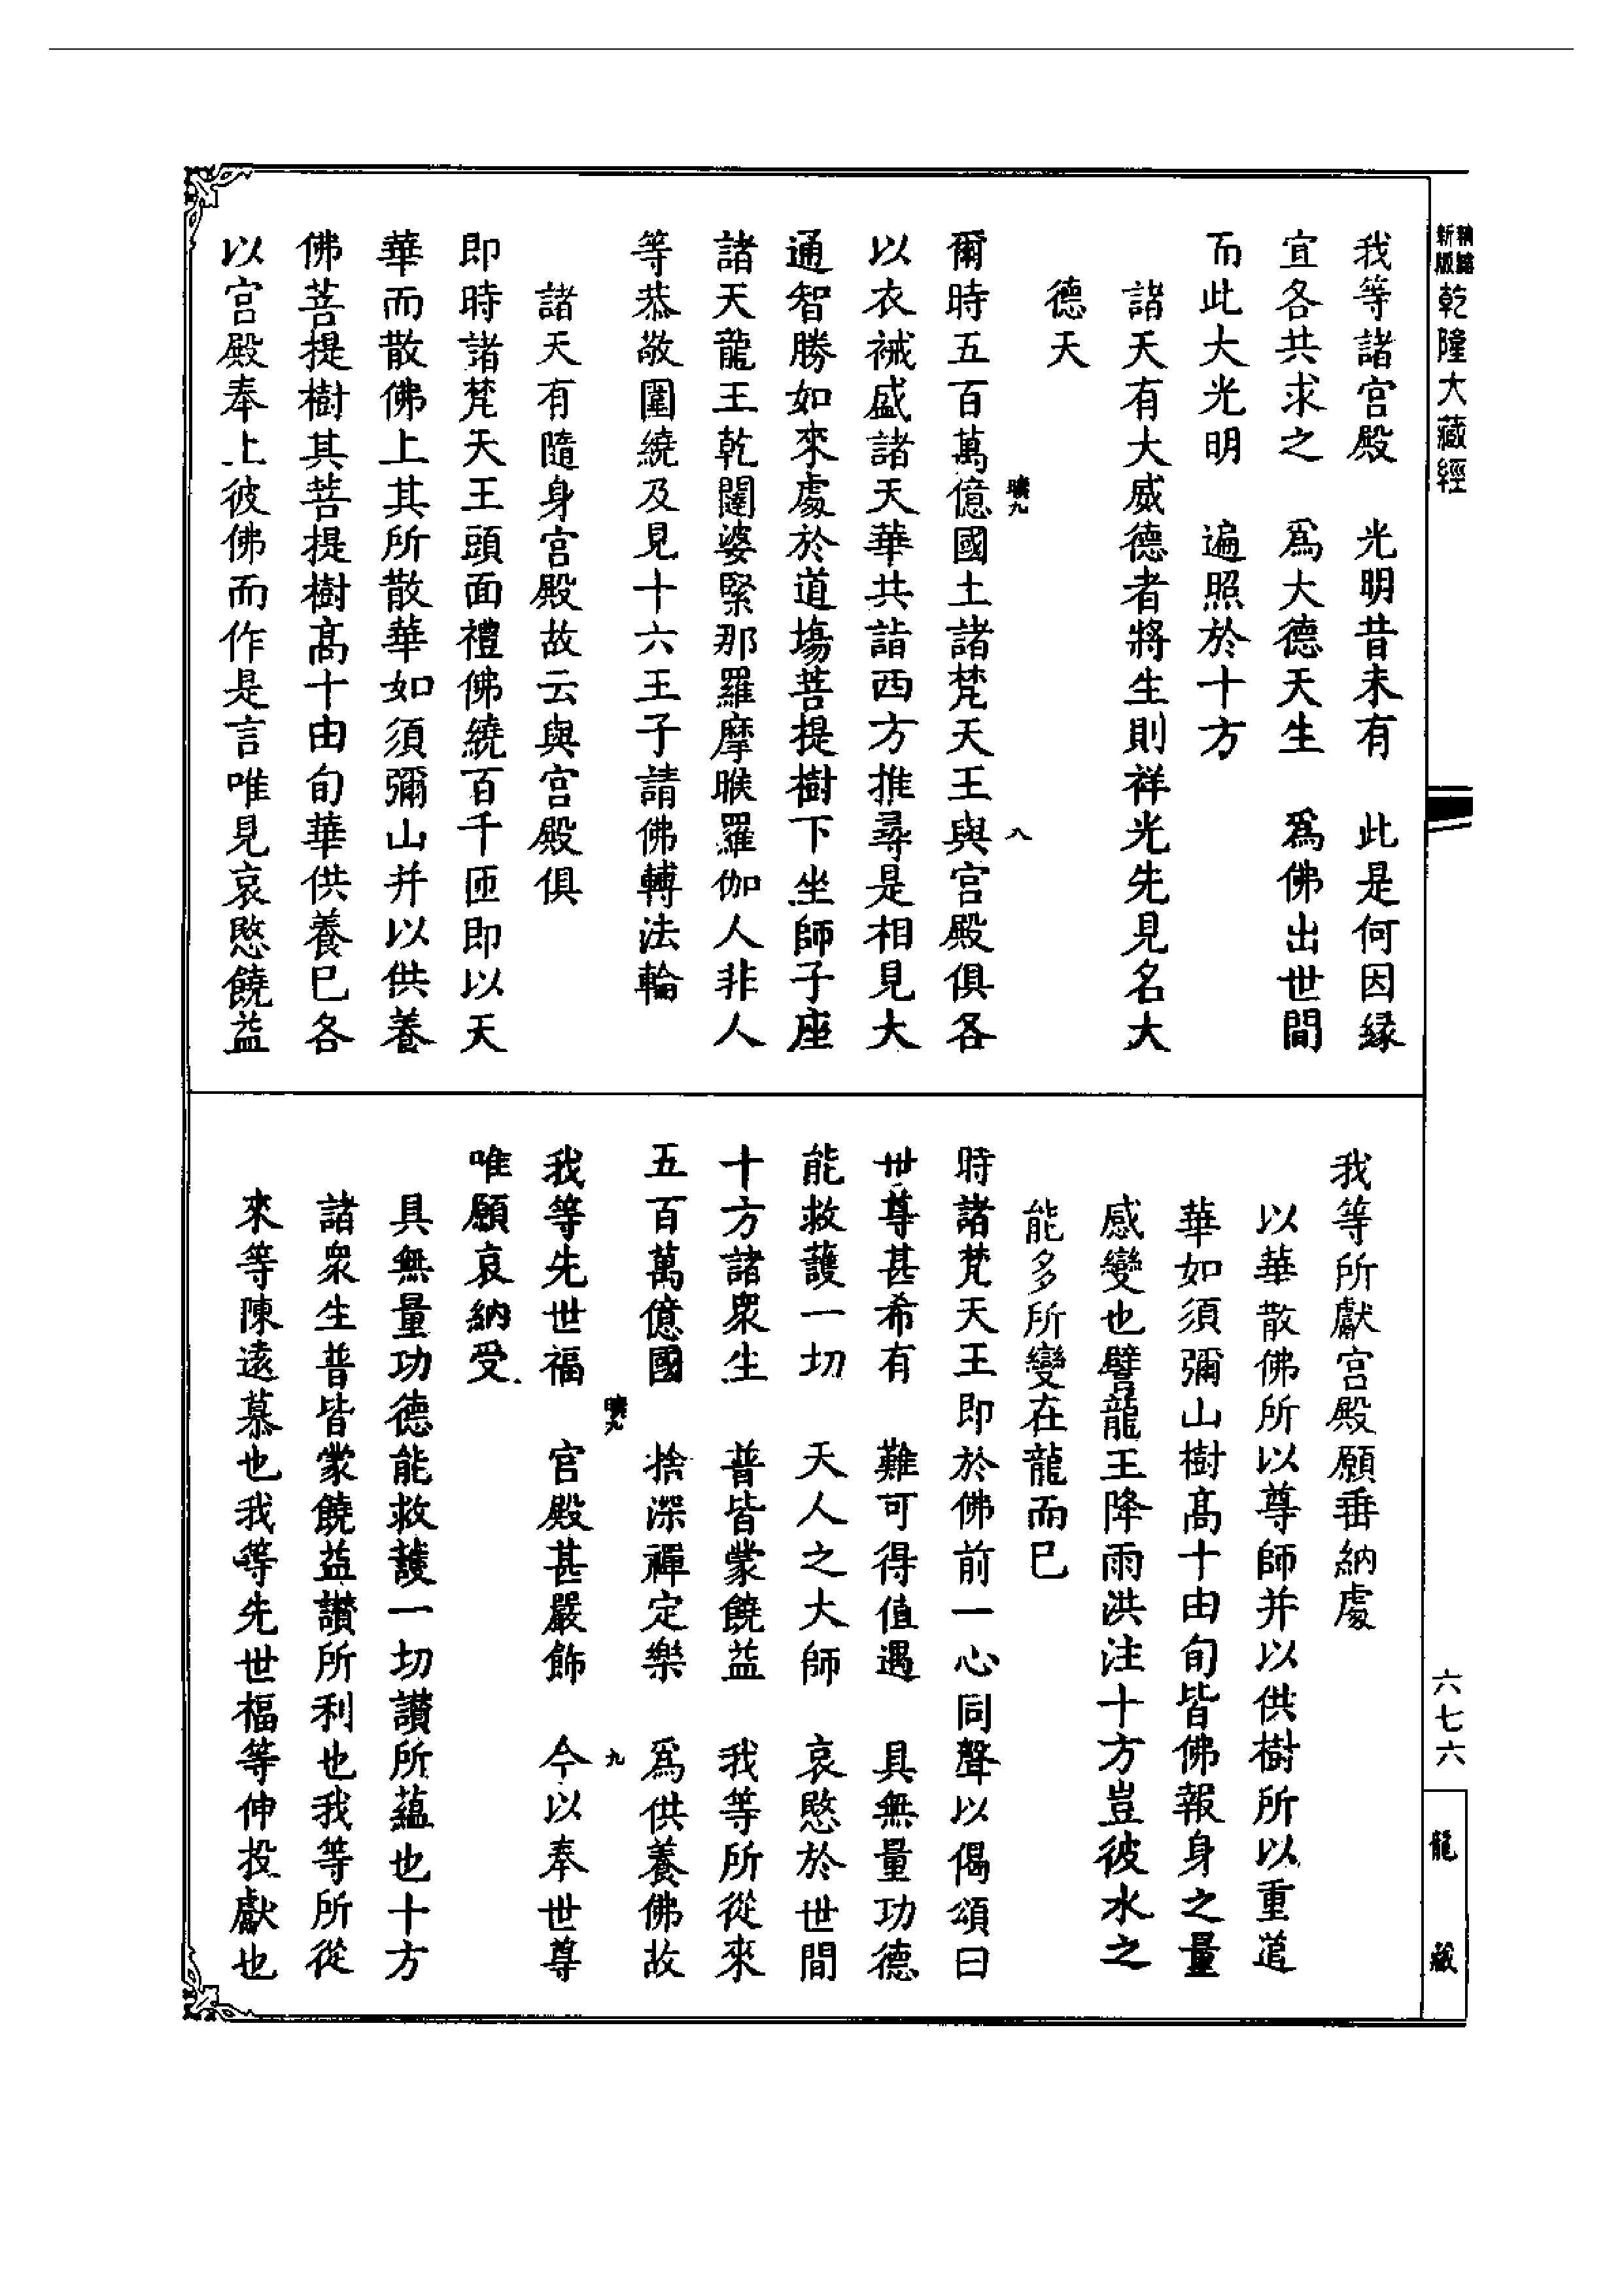 新版
乾隆大藏經
我等諸宮殿　光明昔未有　此是何因緣
宜各共求之　爲大德天生　爲佛出世間
而此大光明　遍照於十方
諸天有大威德者將生則祥光先見名大
德天
爾時五百萬億國土諸梵天王與宮殿俱各
以衣裓盛諸天華共詣西方推尋是相見大
通智勝如來處於道場菩提樹下坐師子座
諸天龍王乾闥婆緊那羅摩睺羅伽人非人
等恭敬圍繞及見十六王子請佛轉法輪
諸天有隨身宮殿故云與宮殿俱
即時諸梵天王頭面禮佛繞百千匝即以天
華而散佛上其所散華如須彌山并以供養
佛菩提樹其菩提樹高十由旬華供養巳各
以宮殿奉上彼佛而作是言唯見哀愍饒益
八
我等所獻宮殿願垂納處
以華散佛所以尊師并以供樹所以重道
華如須彌山樹高十由旬皆佛報身之量
感變也譬龍王降雨洪注十方豈彼水之
能多所變在龍而巳
時諸梵天王即於佛前一心同聲以偈頌曰
世尊甚希有　難可得值遇　具無量功德
能救護一切　天人之大師　哀愍於世間
十方諸眾生　普皆蒙饒益　我等所從來
五百萬億國　捨深禪定樂　爲供養佛故
我等先世福　宮殿甚嚴飾　今以奉世尊
唯願哀納受
具無量功德能救護一切讚所蘊也十方
諸眾生普皆蒙饒益讚所利也我等所從
來等陳遠慕也我等先世福等伸投獻也
九
六七六
龍藏